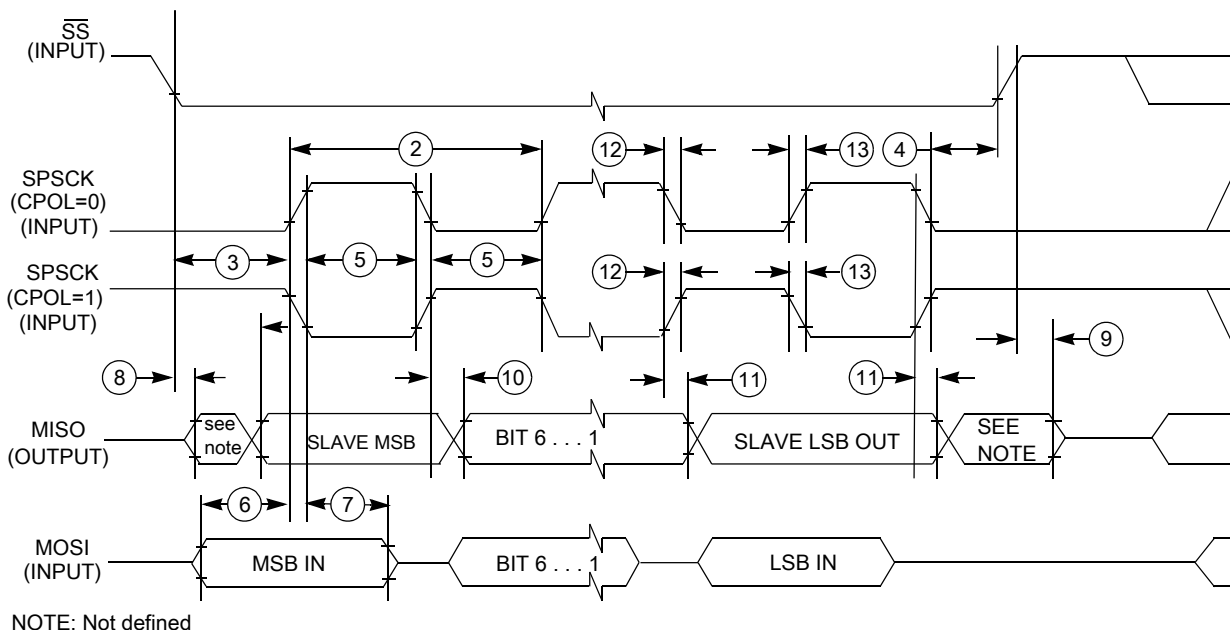 SS
(INPUT)
2
12
13
4
SPSCK
(CPOL=0)
(INPUT)
3
5
5
12
13
SPSCK
(CPOL=1)
(INPUT)
9
8
10
11
11
MISO
(OUTPUT)
see
note
SLAVE MSB
BIT 6 . . . 1
SLAVE LSB OUT
SEE
NOTE
6
7
MOSI
(INPUT)
MSB IN
BIT 6 . . . 1
LSB IN
NOTE: Not defined